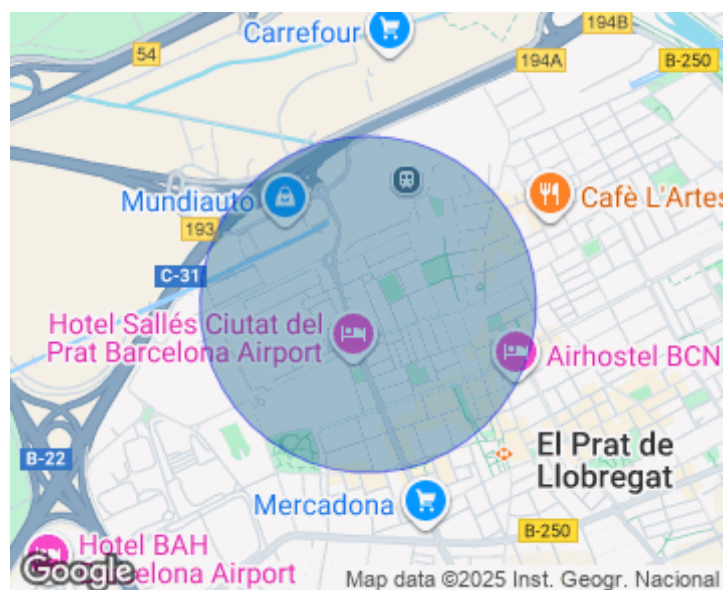 194B
Carrefour
54
194A
B-250
Mundiauto
Cafè L'Artes
193
C-31
Hotel Sallés Ciutat del
Prat Barcelona Airport
Airhostel BCN
El Prat de
Llobregat
B-22
Mercadona
B-250
Hotel BAH
Barcelona Airport
Google
Map data ©2025 Inst. Geogr. Nacional